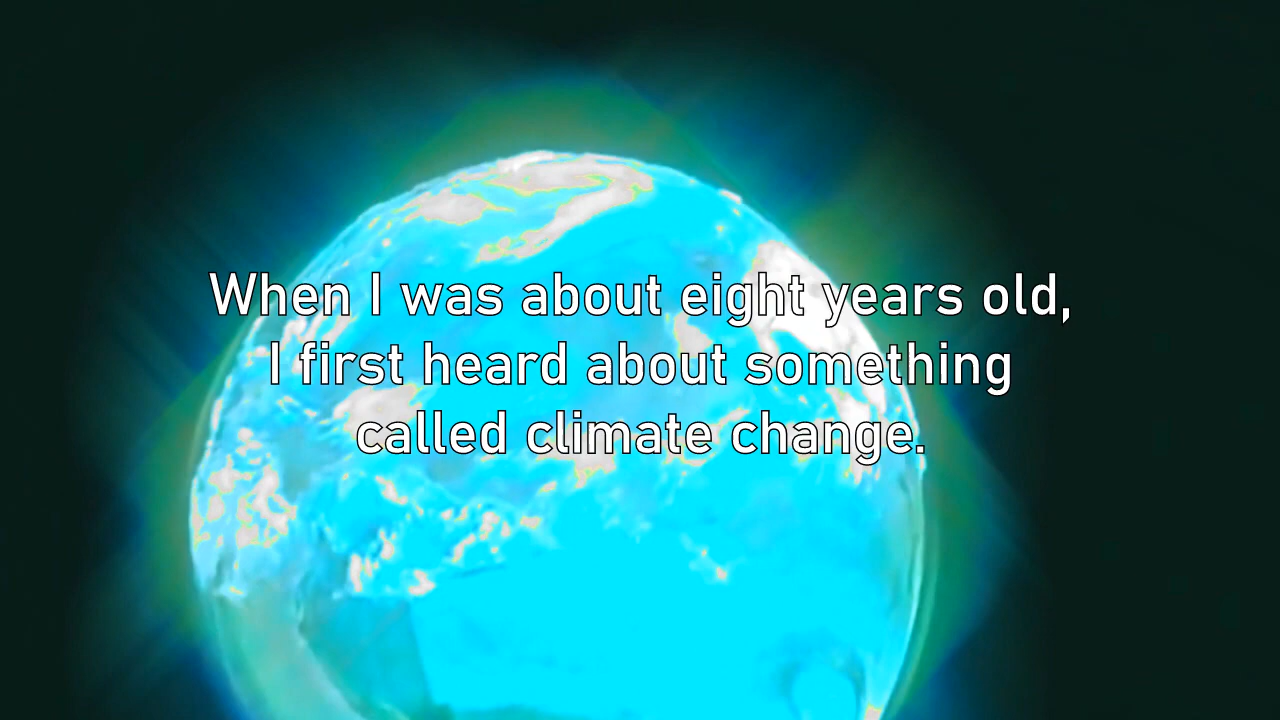 When I was about eight years old,
I first heard about something
called climate change.